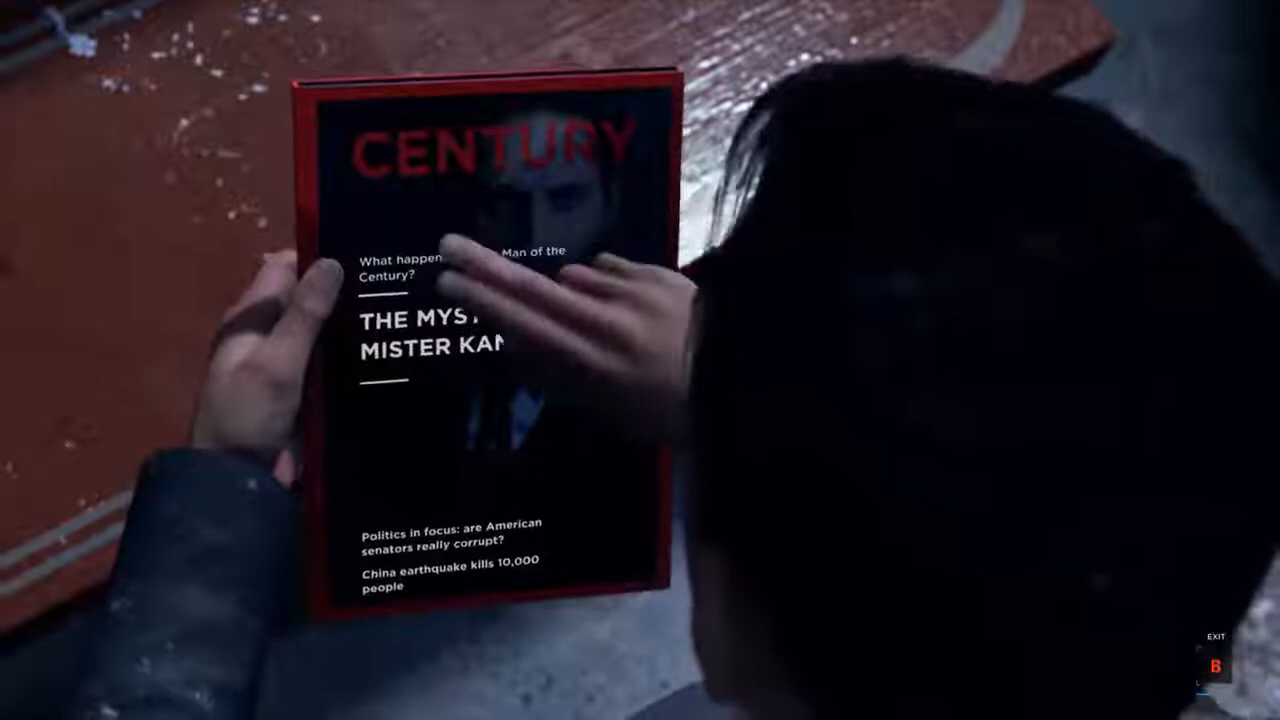 CENTURY
What happen Man of the
Century?
THE MYST
MISTER KAM
Politics in focus: are American
senators really corrupt?
China earthquake kills 10,000
people
EXIT
B